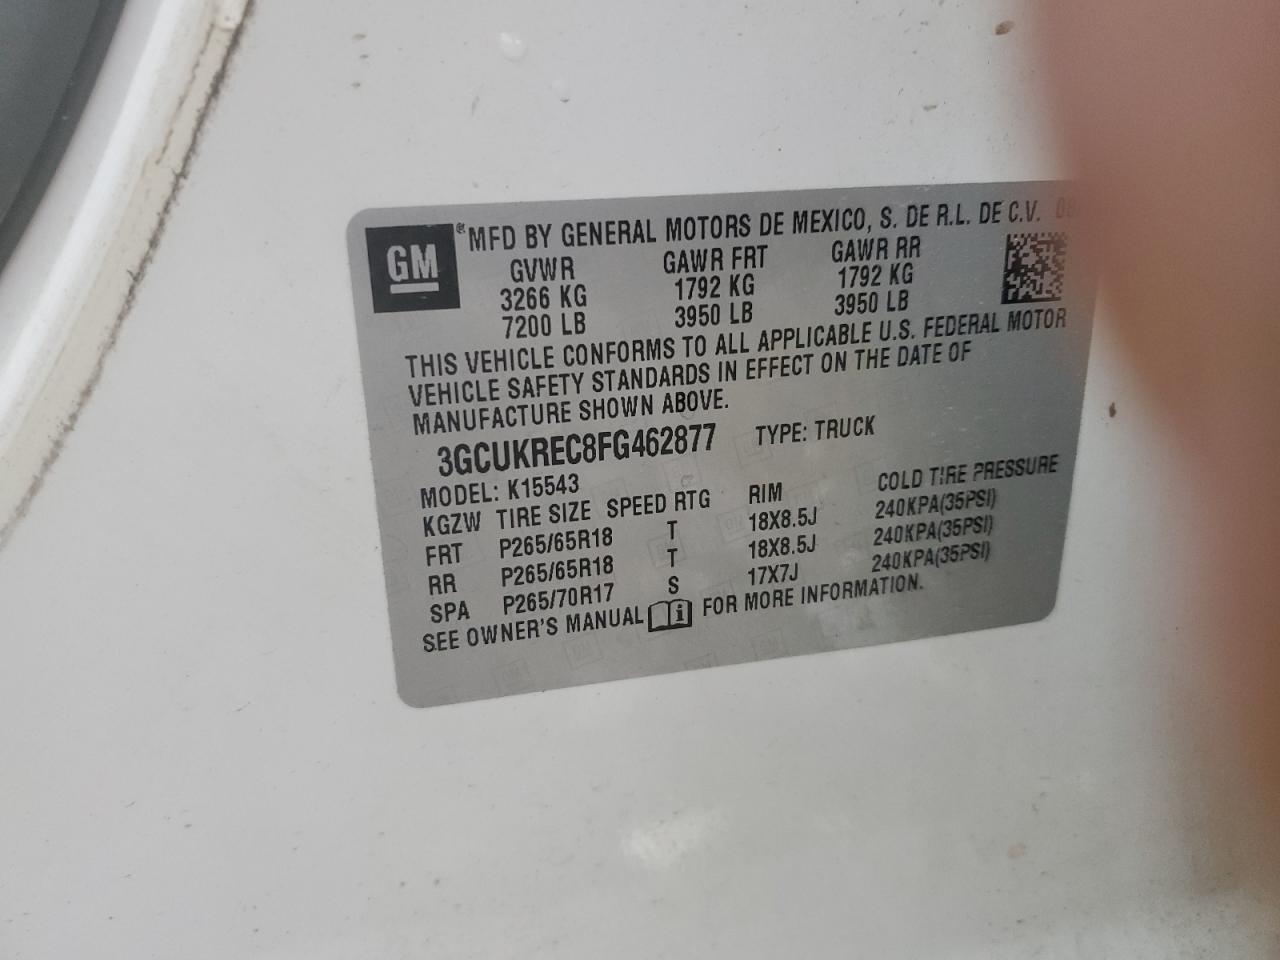 GM
® MFD BY GENERAL MOTORS DE MEXICO, S. DE R.L. DE C.V.
GVWR GAWR FRT GAWR RR
3266 KG 1792 KG 1792 KG
7200 LB 3950 LB 3950 LB
THIS VEHICLE CONFORMS TO ALL APPLICABLE U.S. FEDERAL MOTOR
VEHICLE SAFETY STANDARDS IN EFFECT ON THE DATE OF
MANUFACTURE SHOWN ABOVE.
3GCUKREC8FG462877 TYPE: TRUCK
MODEL: K15543
KGZW TIRE SIZE SPEED RTG RIM COLD TIRE PRESSURE
FRT P265/65R18 T 18X8.5J 240KPA(35PSI)
RR P265/65R18 T 18X8.5J 240KPA(35PSI)
SPA P265/70R17 S 17X7J 240KPA(35PSI)
SEE OWNER'S MANUAL i FOR MORE INFORMATION.